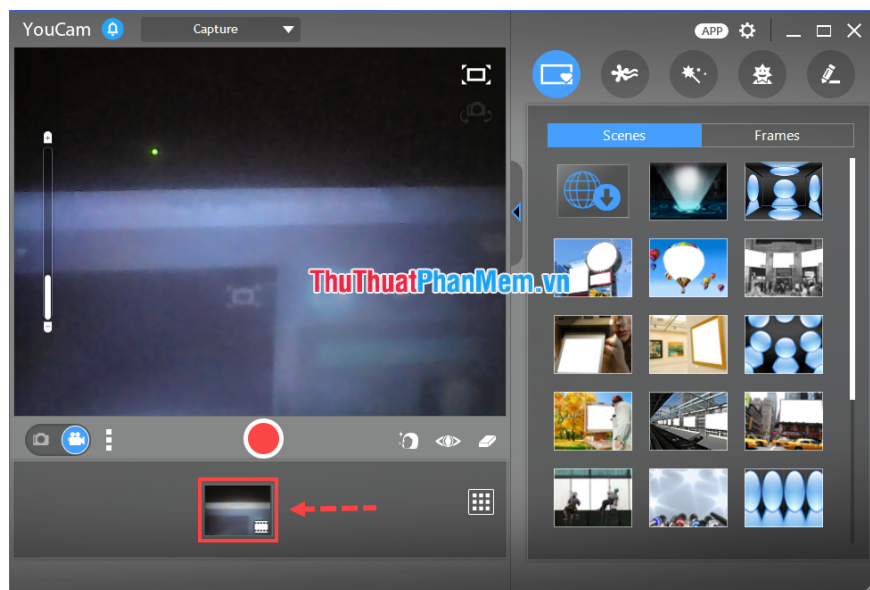 YouCam
Capture
APP
Scenes
Frames
ThuThuatPhanMem.vn